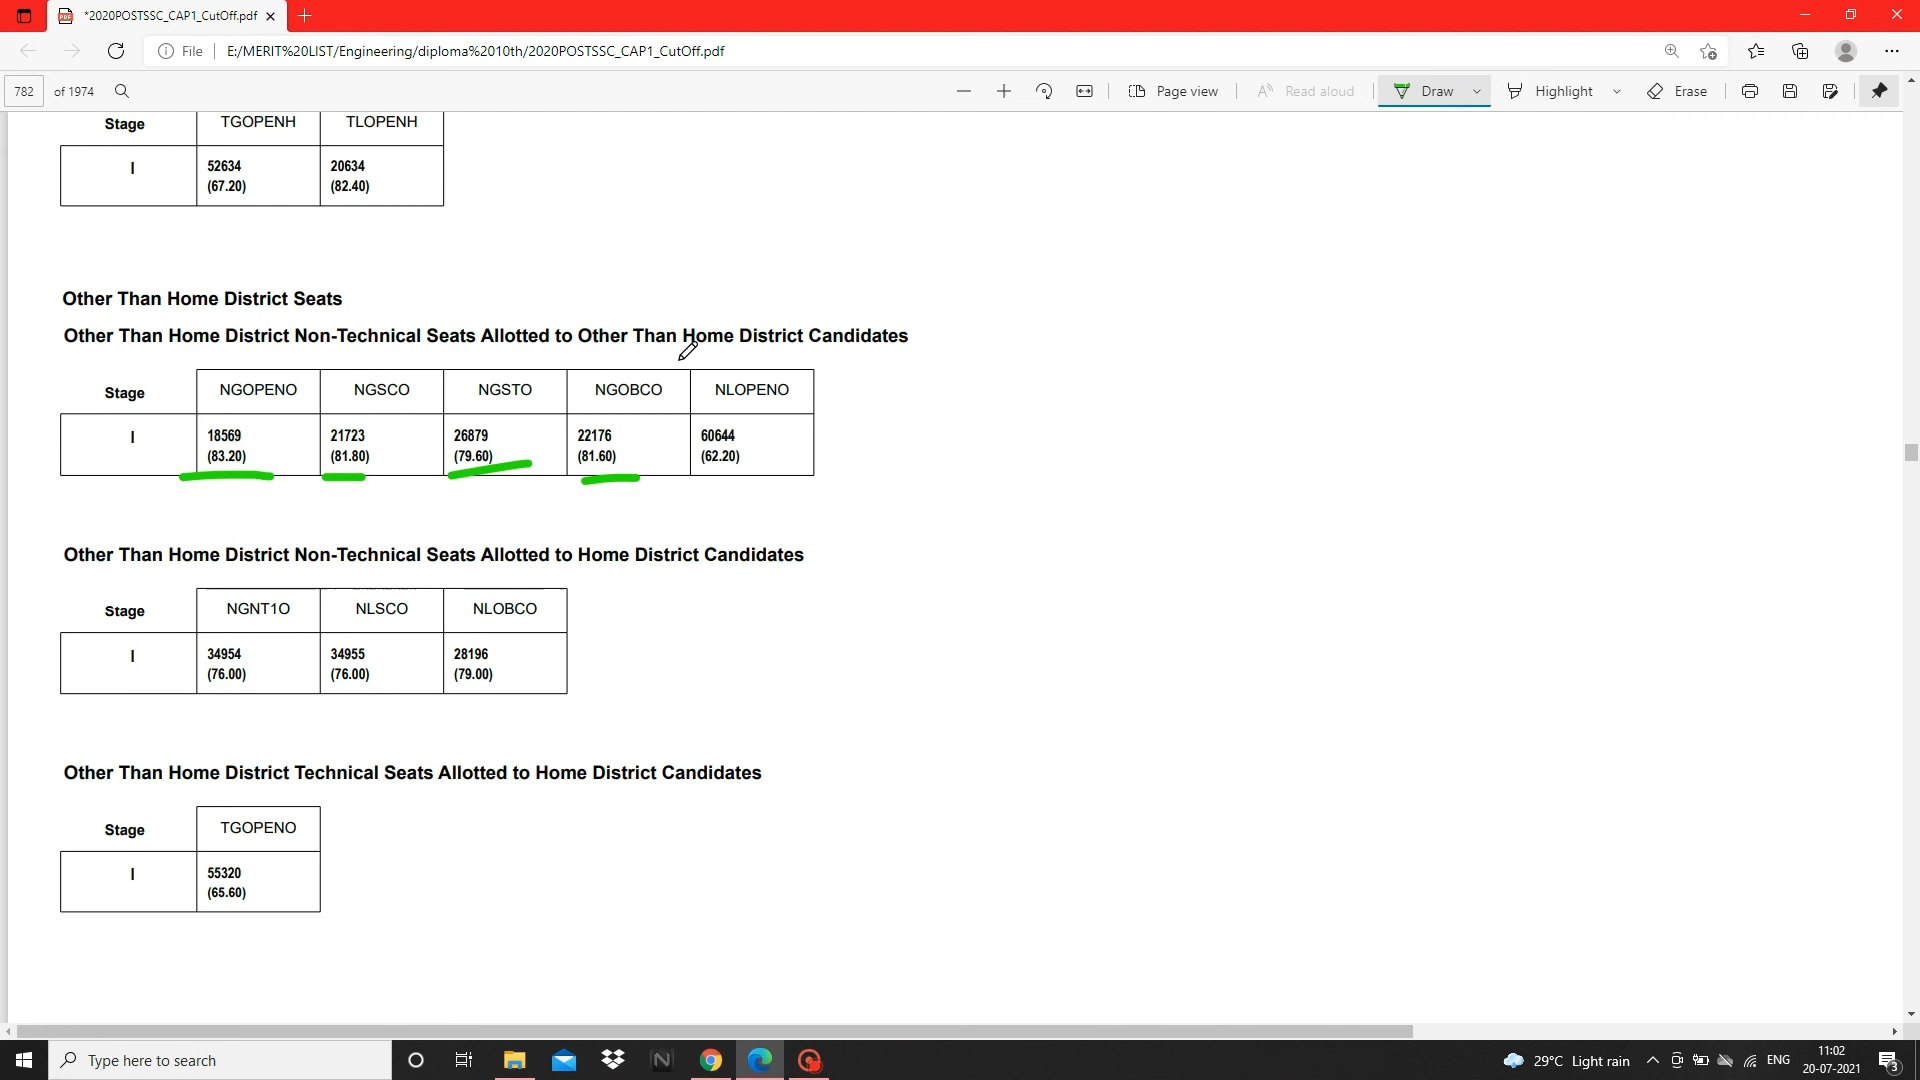 *2020POSTSSC_CAP1_CutOff.pdf
File E:/MERIT%20LIST/Engineering/diploma%2010th/2020POSTSSC_CAP1_CutOff.pdf
782 of 1974 Page view Read aloud Draw Highlight Erase
Stage TGOPENH TLOPENH
I 52634 20634
(67.20) (82.40)
Other Than Home District Seats
Other Than Home District Non-Technical Seats Allotted to Other Than Home District Candidates
Stage NGOPENO NGSCO NGSTO NGOBCO NLOPENO
I 18569 21723 26879 22176 60644
(83.20) (81.80) (79.60) (81.60) (62.20)
Other Than Home District Non-Technical Seats Allotted to Home District Candidates
Stage NGNT1O NLSCO NLOBCO
I 34954 34955 28196
(76.00) (76.00) (79.00)
Other Than Home District Technical Seats Allotted to Home District Candidates
Stage TGOPENO
I 55320
(65.60)
Type here to search 29°C Light rain ENG 11:02
20-07-2021 3